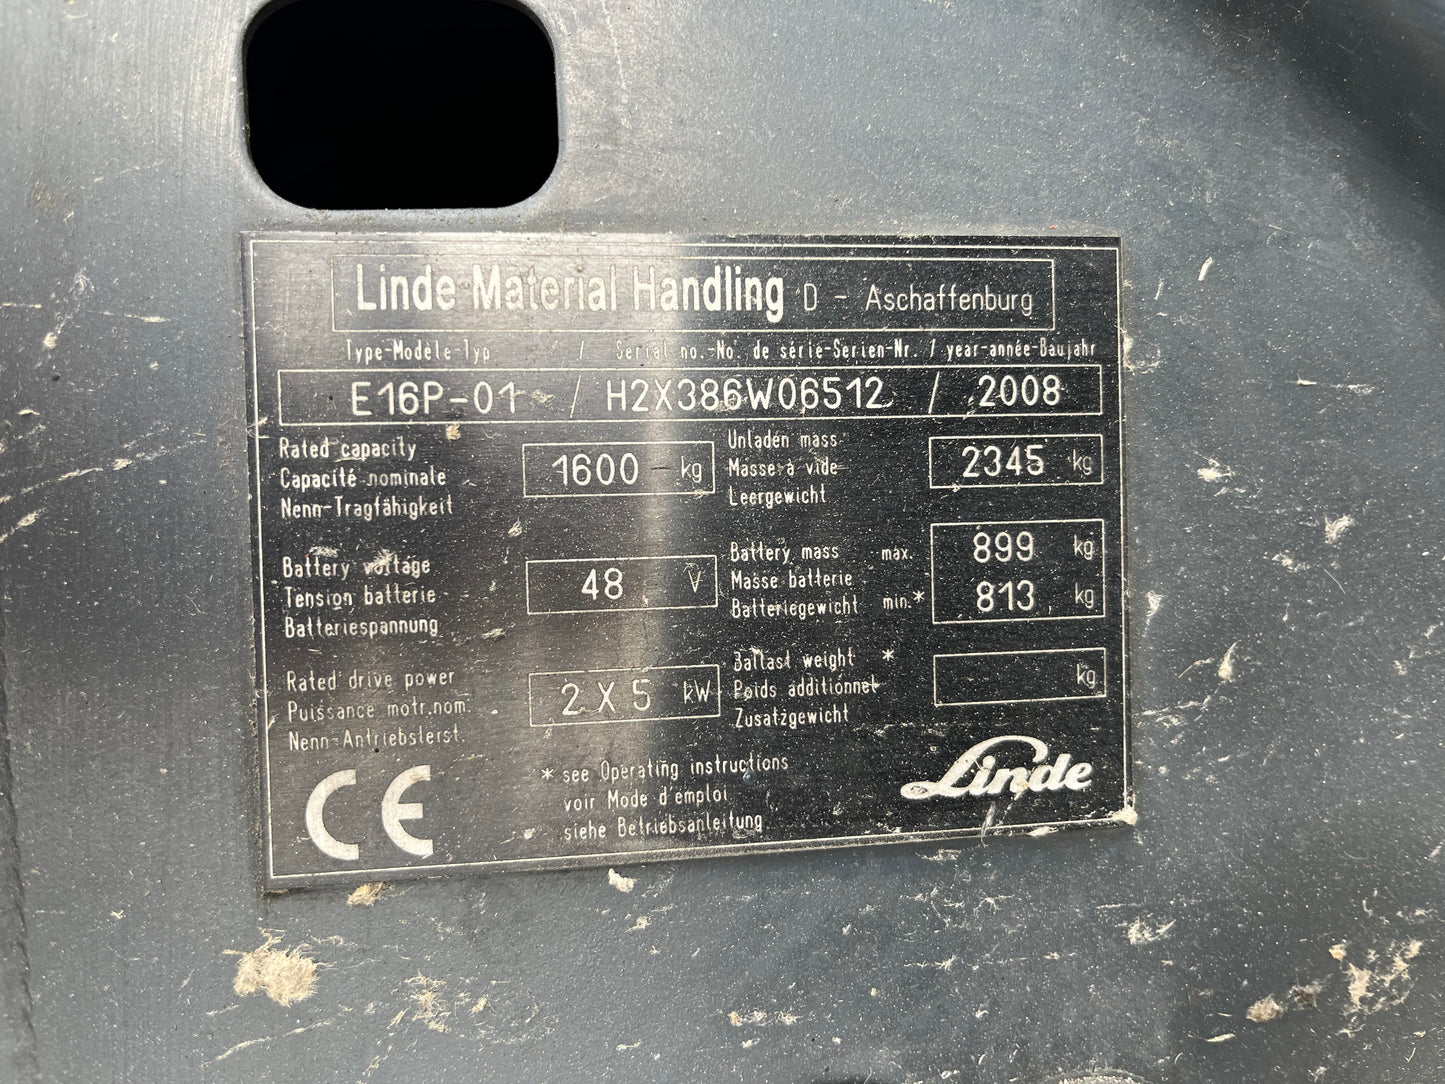 Linde Material Handling D - Aschaffenburg
Type-Modèle-Typ / Serial no.-No. de série-Serien-Nr. / year-année-Baujahr
E16P-01 / H2X386W06512 / 2008
Rated capacity
Capacité nominale
Nenn-Tragfähigkeit
1600 kg
Unladen mass
Masse à vide
Leergewicht
2345 kg
Battery voltage
Tension batterie
Batteriespannung
48 V
Battery mass max.
Masse batterie
Batteriegewicht min.*
899 kg
813 kg
Rated drive power
Puissance motr.nom.
Nenn-Antriebsleist.
2 X 5 kW
Ballast weight *
Poids additionnel
Zusatzgewicht
kg
CE
* see Operating instructions
voir Mode d'emploi
siehe Betriebsanleitung
Linde